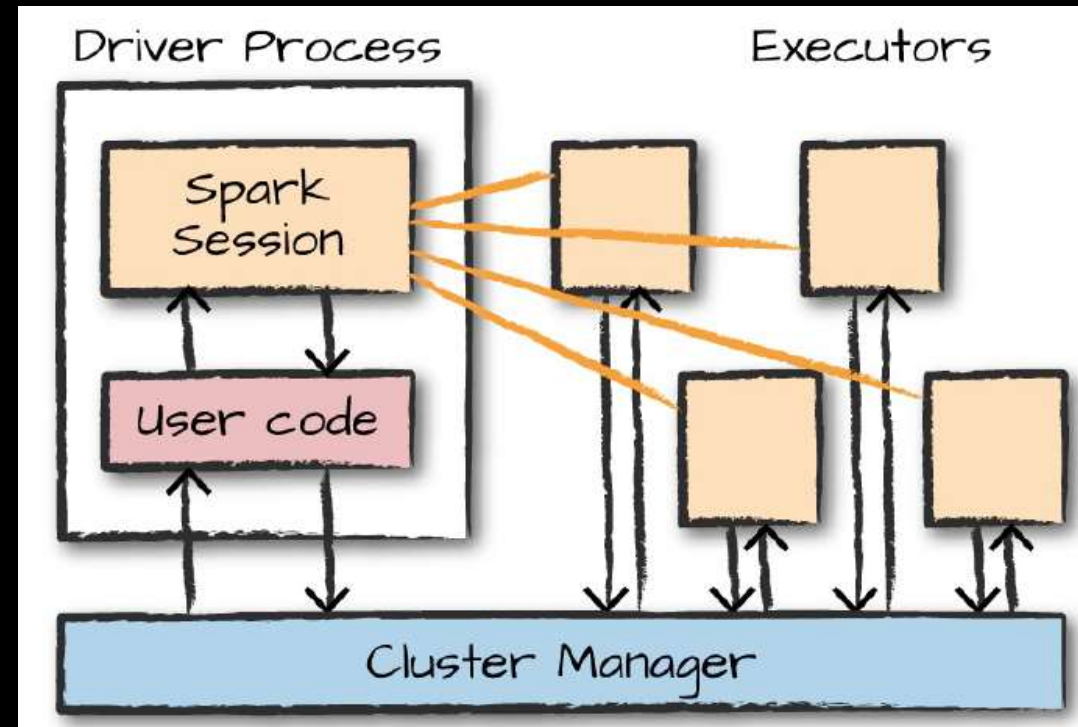 Driver Process
Executors
Spark
Session
User code
Cluster Manager